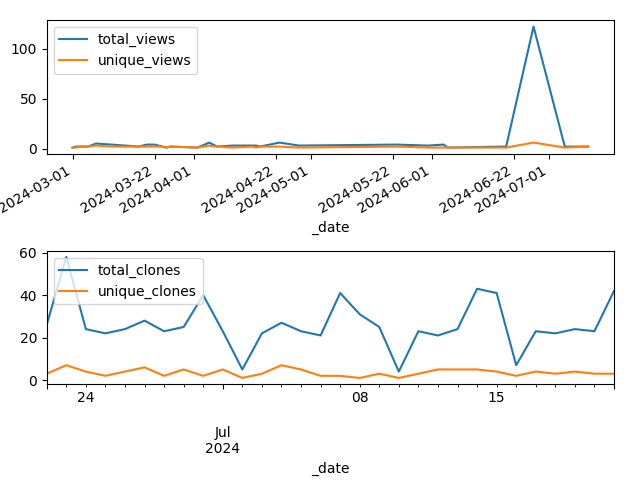 total_views
unique_views
100
50
0
2024-03-01
2024-03-22
2024-04-01
2024-04-22
2024-05-01
2024-05-22
2024-06-01
2024-06-22
2024-07-01
_date
total_clones
unique_clones
60
40
20
0
24
08
15
Jul
2024
_date